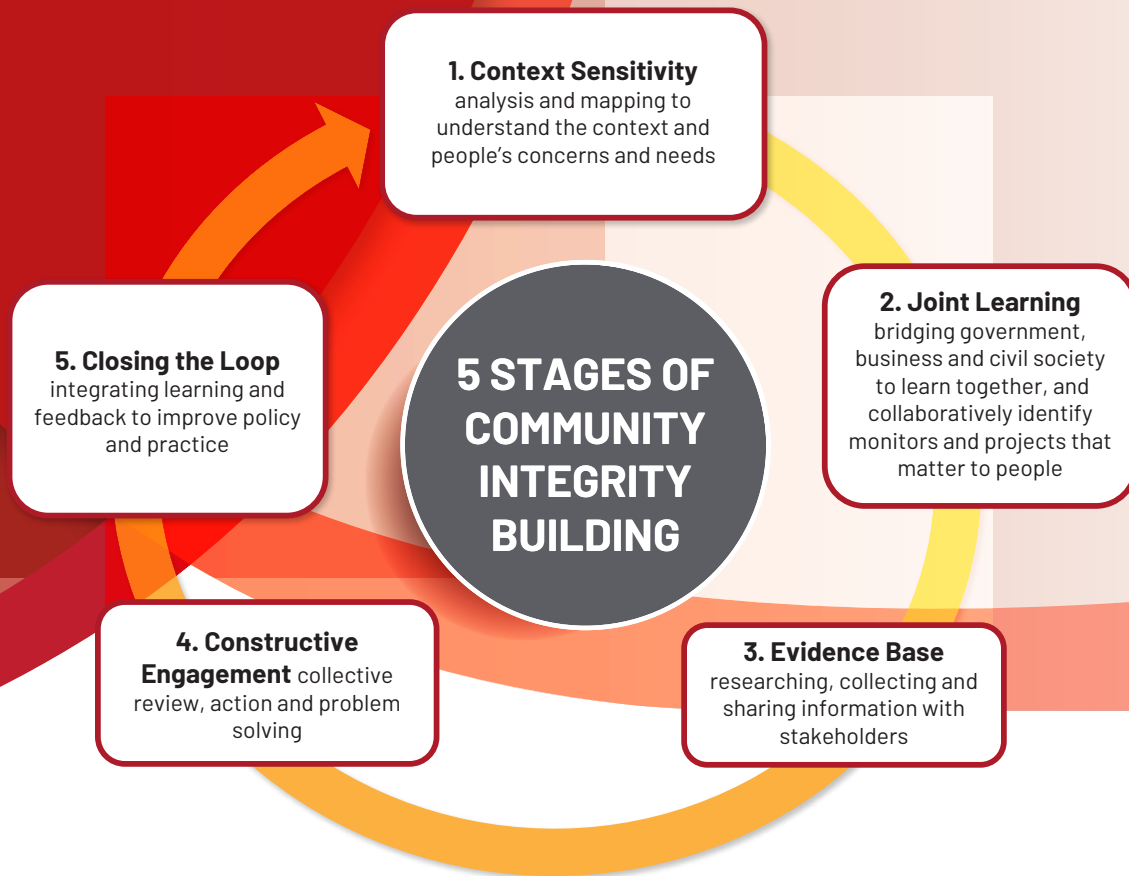 1. Context Sensitivity
analysis and mapping to
understand the context and
people's concerns and needs
2. Joint Learning
bridging government,
business and civil society
to learn together, and
collaboratively identify
monitors and projects that
matter to people
5 STAGES OF
COMMUNITY
INTEGRITY
BUILDING
5. Closing the Loop
integrating learning and
feedback to improve policy
and practice
4. Constructive
Engagement collective
review, action and problem
solving
3. Evidence Base
researching, collecting and
sharing information with
stakeholders